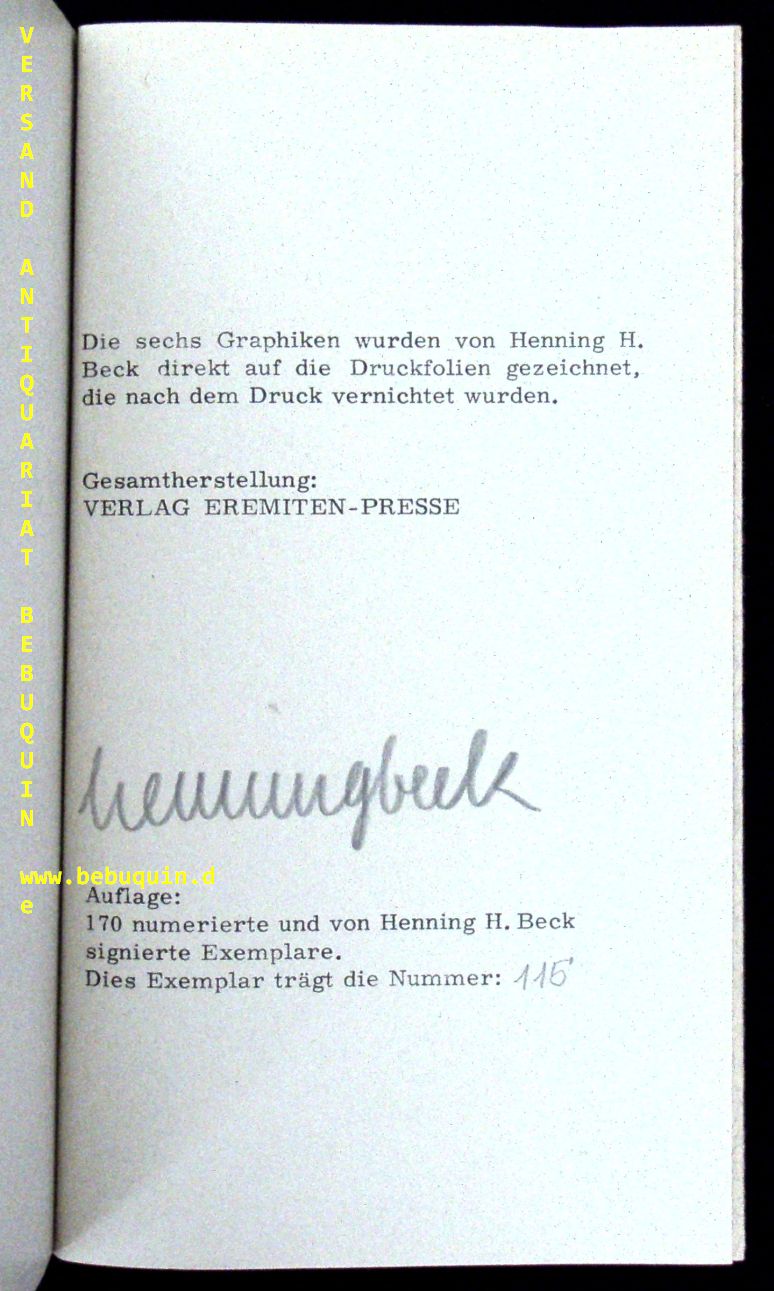 VERSAND ANTIQUARIAT BEBUQUIN
www.bebuquin.d
e
Die sechs Graphiken wurden von Henning H.
Beck direkt auf die Druckfolien gezeichnet,
die nach dem Druck vernichtet wurden.
Gesamtherstellung:
VERLAG EREMITEN-PRESSE
henningbeck
Auflage:
170 numerierte und von Henning H. Beck
signierte Exemplare.
Dies Exemplar trägt die Nummer: 115